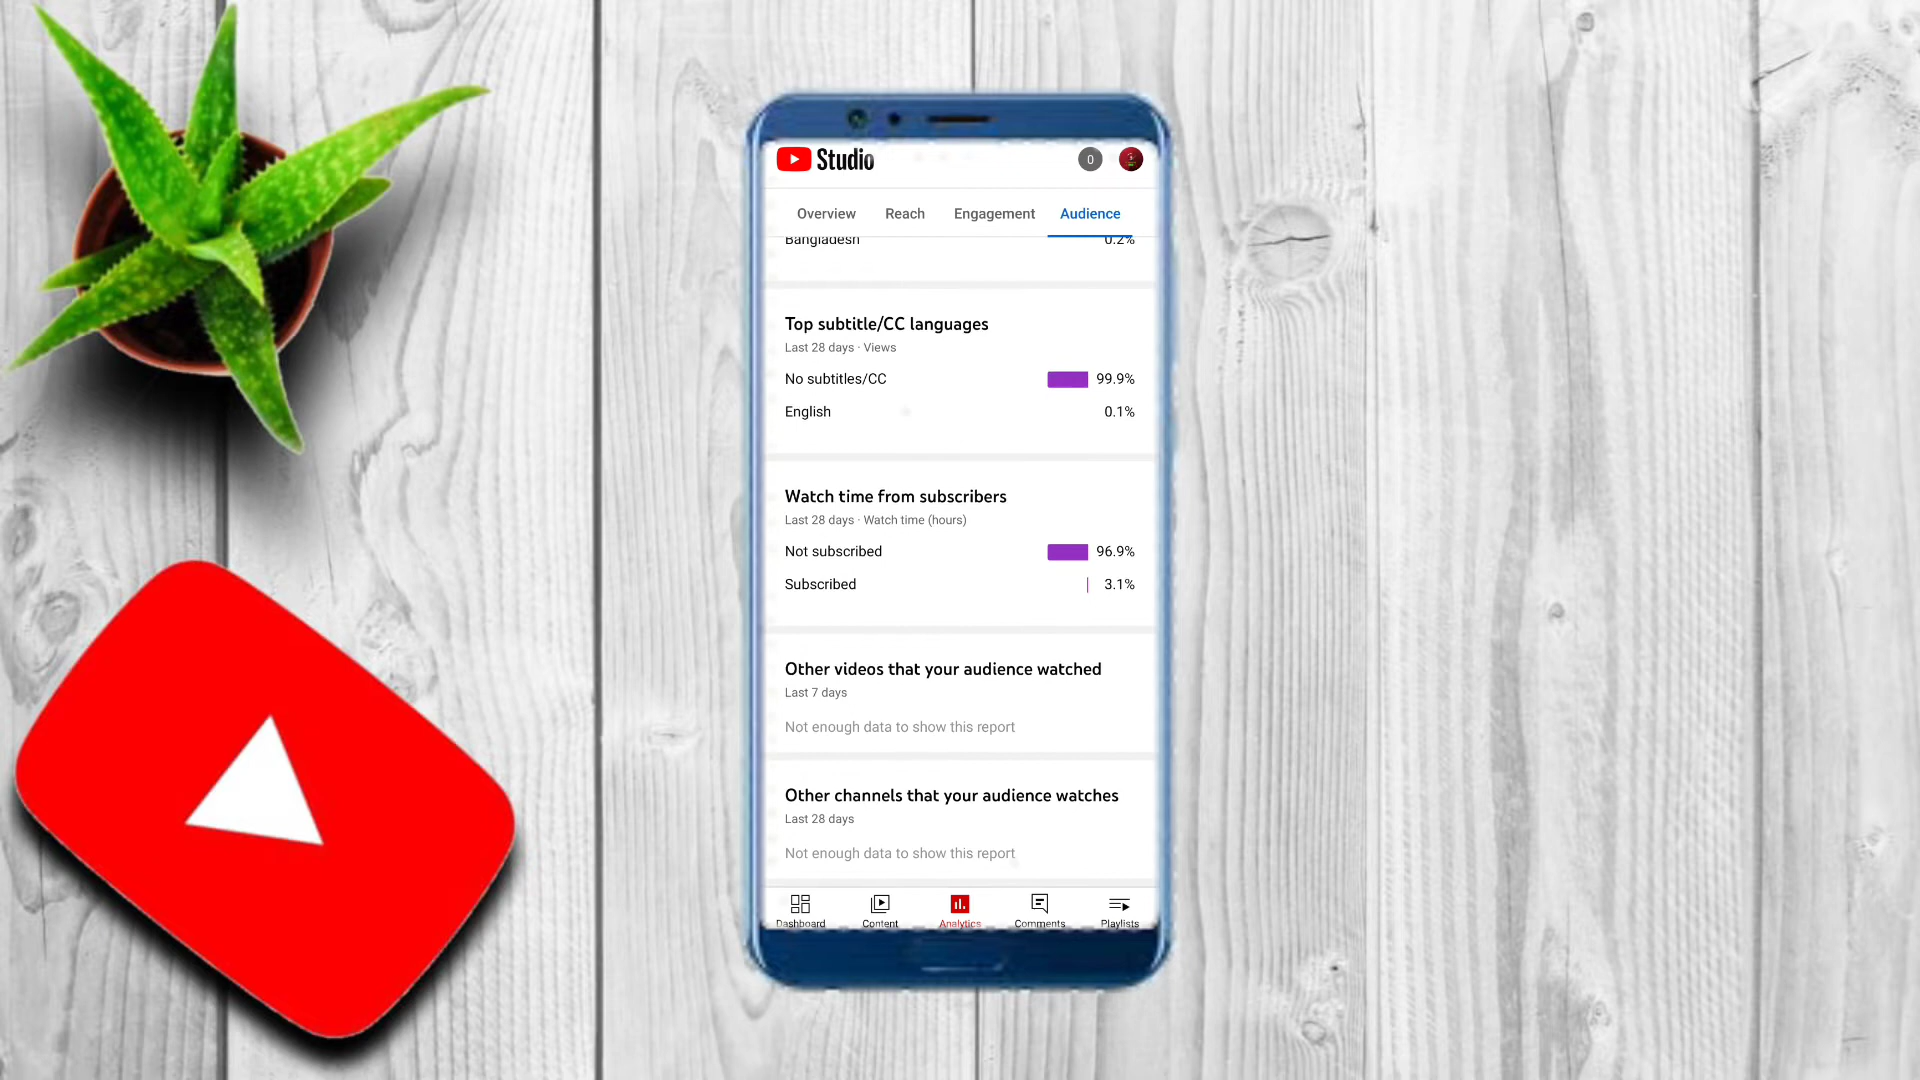 Studio
0
Overview Reach Engagement Audience
Bangladesh 0.2%
Top subtitle/CC languages
Last 28 days · Views
No subtitles/CC 99.9%
English 0.1%
Watch time from subscribers
Last 28 days · Watch time (hours)
Not subscribed 96.9%
Subscribed 3.1%
Other videos that your audience watched
Last 7 days
Not enough data to show this report
Other channels that your audience watches
Last 28 days
Not enough data to show this report
Dashboard Content Analytics Comments Playlists